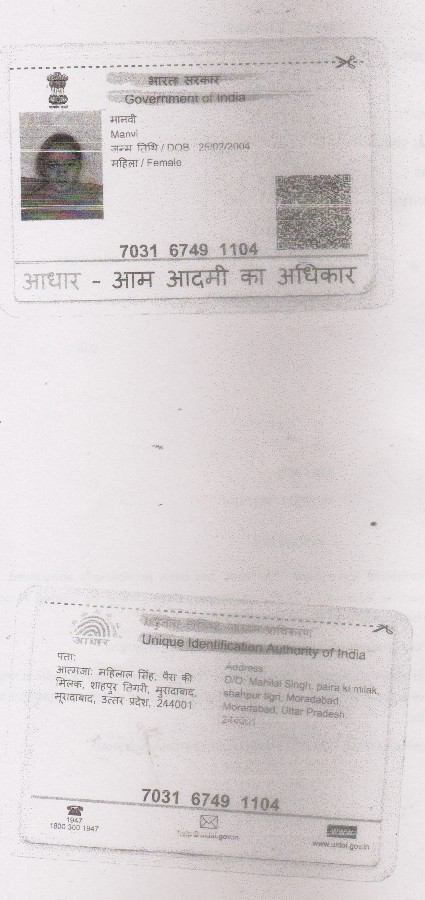 भारत सरकार
Government of India
मानवी
Manvi
जन्म तिथि / DOB : 25/02/2004
महिला / Female
7031 6749 1104
आधार - आम आदमी का अधिकार
Unique Identification Authority of India
आधार
पता:
आत्मजा: महिलाल सिंह, पैरा की
मिलक, शाहपुर तिगरी, मुरादाबाद,
मुरादाबाद, उत्तर प्रदेश, 244001
Address:
D/O: Mahilal Singh, paira ki milak,
shahpur tigri, Moradabad,
Moradabad, Uttar Pradesh,
244001
7031 6749 1104
1947
1800 300 1947
help@uidai.gov.in
www
www.uidai.gov.in